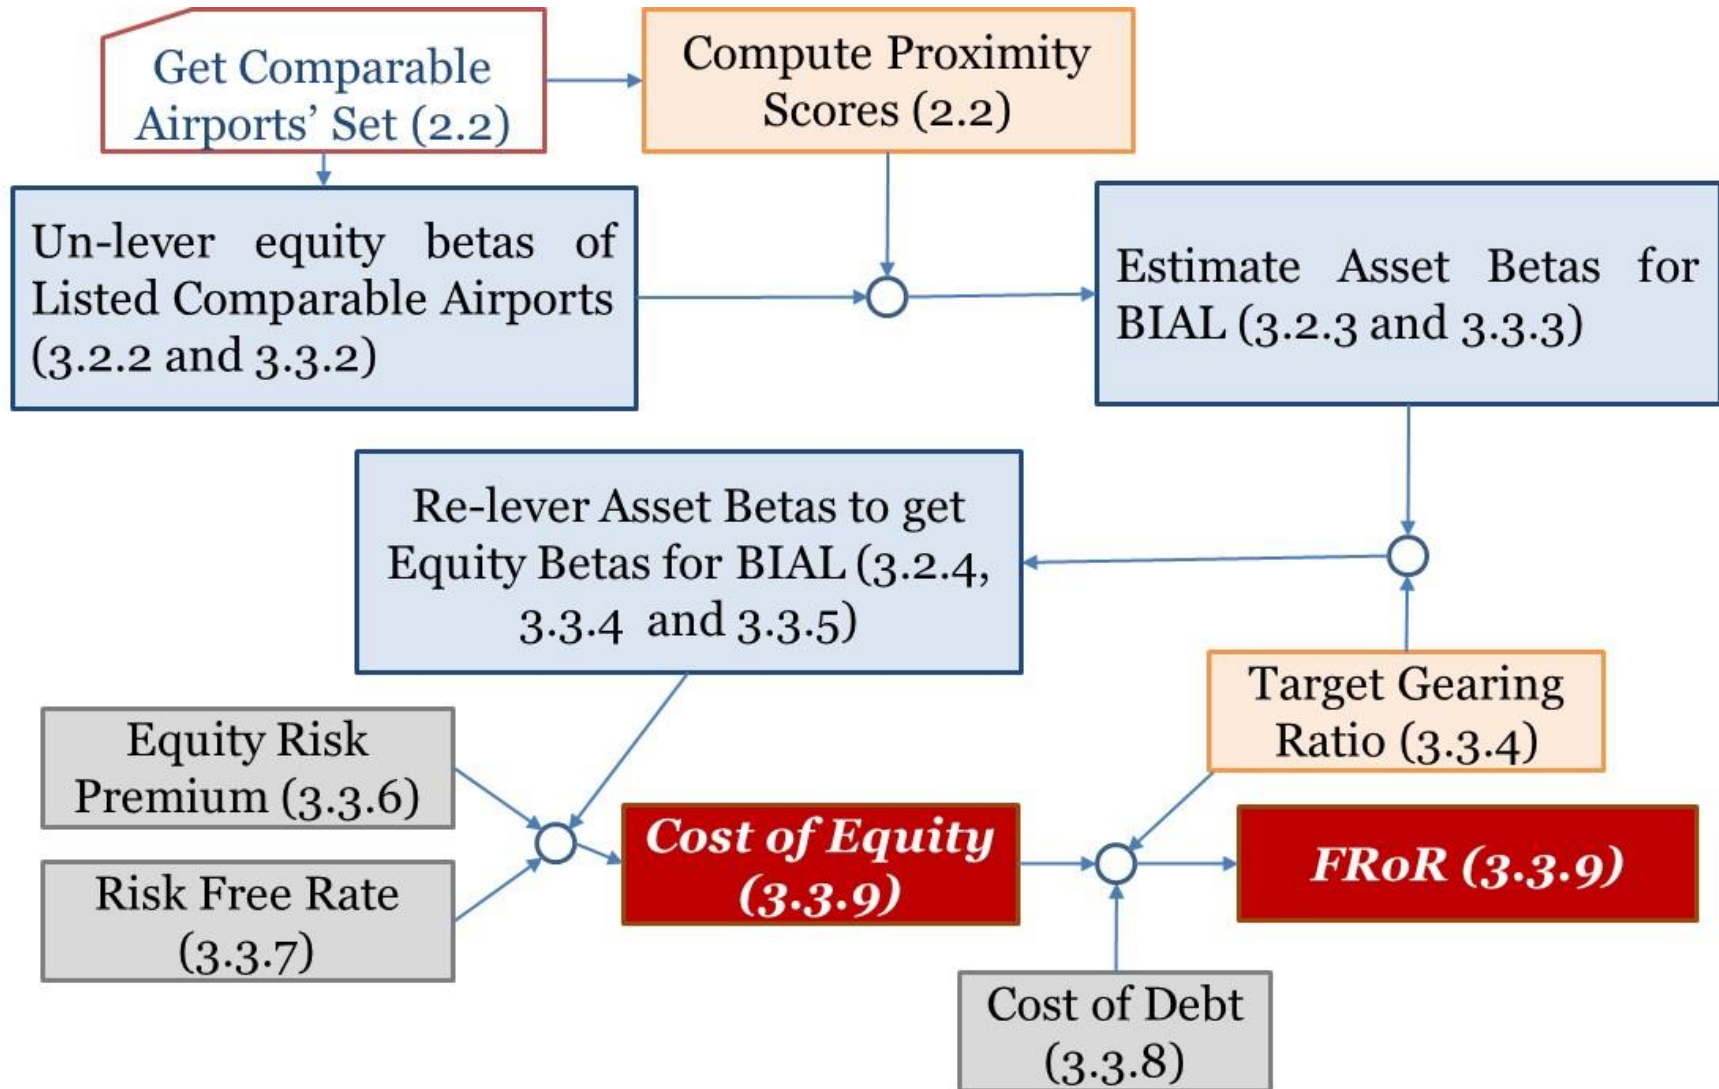 Get Comparable
Airports’ Set (2.2)
Compute Proximity
Scores (2.2)
Un-lever equity betas of
Listed Comparable Airports
(3.2.2 and 3.3.2)
Estimate Asset Betas for
BIAL (3.2.3 and 3.3.3)
Re-lever Asset Betas to get
Equity Betas for BIAL (3.2.4,
3.3.4 and 3.3.5)
Target Gearing
Ratio (3.3.4)
Equity Risk
Premium (3.3.6)
Risk Free Rate
(3.3.7)
Cost of Equity
(3.3.9)
FRoR (3.3.9)
Cost of Debt
(3.3.8)